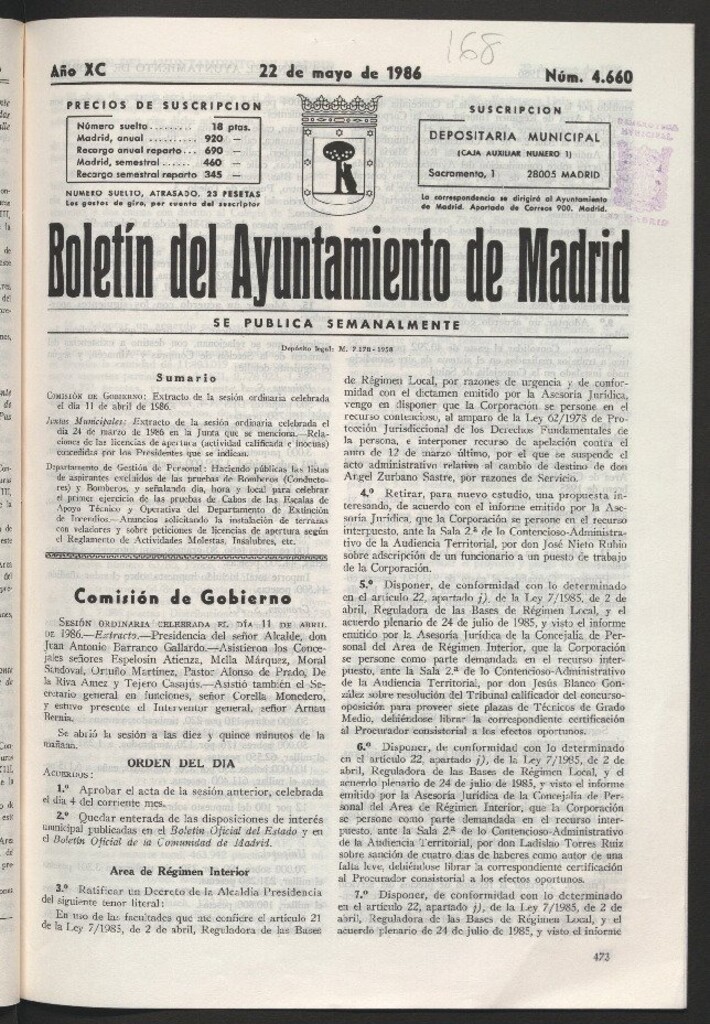 168
Año XC
22 de mayo de 1986
Núm. 4.660
PRECIOS DE SUSCRIPCION
Número suelto.......... 18 ptas.
Madrid, anual .......... 920 —
Recargo anual reparto... 690 —
Madrid, semestral ...... 460 —
Recargo semestral reparto 345 —
NUMERO SUELTO, ATRASADO, 23 PESETAS
Los gastos de giro, por cuenta del suscriptor
SUSCRIPCION
DEPOSITARIA MUNICIPAL
(CAJA AUXILIAR NUMERO 1)
Sacramento, 1 28005 MADRID
La correspondencia se dirigirá al Ayuntamiento
de Madrid. Apartado de Correos 900. Madrid.
Boletín del Ayuntamiento de Madrid
SE PUBLICA SEMANALMENTE
Depósito legal: M. 7.178-1958
Sumario
COMISIÓN DE GOBIERNO: Extracto de la sesión ordinaria celebrada
el día 11 de abril de 1986.
Juntas Municipales: Extracto de la sesión ordinaria celebrada el
día 24 de marzo de 1986 en la Junta que se menciona.—Rela-
ciones de las licencias de apertura (actividad calificada e inocuas)
concedidas por los Presidentes que se indican.
Departamento de Gestión de Personal: Haciendo públicas las listas
de aspirantes excluidos de las pruebas de Bomberos (Conducto-
res) y Bomberos, y señalando día, hora y local para celebrar
el primer ejercicio de las pruebas de Cabos de las Escalas de
Apoyo Técnico y Operativa del Departamento de Extinción
de Incendios.—Anuncios solicitando la instalación de terrazas
con veladores y sobre peticiones de licencias de apertura según
el Reglamento de Actividades Molestas, Insalubres, etc.
Comisión de Gobierno
SESIÓN ORDINARIA CELEBRADA EL DÍA 11 DE ABRIL
DE 1986.—Extracto.—Presidencia del señor Alcalde, don
Juan Antonio Barranco Gallardo.—Asistieron los Conce-
jales señores Espelosín Atienza, Mella Márquez, Moral
Sandoval, Ortuño Martínez, Pastor Alonso de Prado, De
la Riva Amez y Tejero Casajús.—Asistió también el Se-
cretario general en funciones, señor Corella Monedero,
y estuvo presente el Interventor general, señor Arnau
Bernia.
Se abrió la sesión a las diez y quince minutos de la
mañana.
ORDEN DEL DIA
ACUERDOS:
1.º Aprobar el acta de la sesión anterior, celebrada
el día 4 del corriente mes.
2.º Quedar enterada de las disposiciones de interés
municipal publicadas en el Boletín Oficial del Estado y en
el Boletín Oficial de la Comunidad de Madrid.
Area de Régimen Interior
3.º Ratificar un Decreto de la Alcaldía Presidencia
del siguiente tenor literal:
En uso de las facultades que me confiere el artículo 21
de la Ley 7/1985, de 2 de abril, Reguladora de las Bases
de Régimen Local, por razones de urgencia y de confor-
midad con el dictamen emitido por la Asesoría Jurídica,
vengo en disponer que la Corporación se persone en el
recurso contencioso, al amparo de la Ley 62/1978 de Pro-
tección Jurisdiccional de los Derechos Fundamentales de
la persona, e interponer recurso de apelación contra el
auto de 12 de marzo último, por el que se suspende el
acto administrativo relativo al cambio de destino de don
Angel Zurbano Sastre, por razones de Servicio.
4.º Retirar, para nuevo estudio, una propuesta in-
teresando, de acuerdo con el informe emitido por la Ase-
soría Jurídica, que la Corporación se persone en el recurso
interpuesto, ante la Sala 2.ª de lo Contencioso-Administra-
tivo de la Audiencia Territorial, por don José Nieto Rubio
sobre adscripción de un funcionario a un puesto de trabajo
de la Corporación.
5.º Disponer, de conformidad con lo determinado
en el artículo 22, apartado j), de la Ley 7/1985, de 2 de
abril, Reguladora de las Bases de Régimen Local, y el
acuerdo plenario de 24 de julio de 1985, y visto el informe
emitido por la Asesoría Jurídica de la Concejalía de Per-
sonal del Area de Régimen Interior, que la Corporación
se persone como parte demandada en el recurso inter-
puesto, ante la Sala 2.ª de lo Contencioso-Administrativo
de la Audiencia Territorial, por don Jesús Blanco Gon-
zález sobre resolución del Tribunal calificador del concurso-
oposición para proveer siete plazas de Técnicos de Grado
Medio, debiéndose librar la correspondiente certificación
al Procurador consistorial a los efectos oportunos.
6.º Disponer, de conformidad con lo determinado
en el artículo 22, apartado j), de la Ley 7/1985, de 2 de
abril, Reguladora de las Bases de Régimen Local, y el
acuerdo plenario de 24 de julio de 1985, y visto el informe
emitido por la Asesoría Jurídica de la Concejalía de Per-
sonal del Area de Régimen Interior, que la Corporación
se persone como parte demandada en el recurso inter-
puesto, ante la Sala 2.ª de lo Contencioso-Administrativo
de la Audiencia Territorial, por don Ladislao Torres Ruiz
sobre sanción de cuatro días de haberes como autor de una
falta leve, debiéndose librar la correspondiente certificación
al Procurador consistorial a los efectos oportunos.
7.º Disponer, de conformidad con lo determinado
en el artículo 22, apartado j), de la Ley 7/1985, de 2 de
abril, Reguladora de las Bases de Régimen Local, y el
acuerdo plenario de 24 de julio de 1985, y visto el informe
473